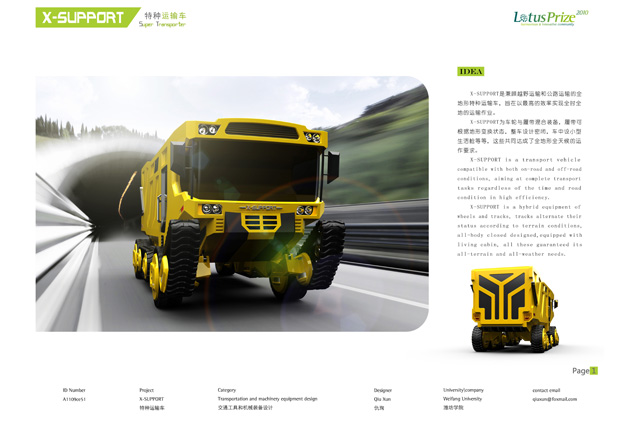 X-SUPPORT 特种运输车
Super Transporter
LotusPrize 2010
IDEA
X-SUPPORT是兼顾越野运输和公路运输的全
地形特种运输车，旨在以最高的效率实现全时全
地的运输作业。
X-SUPPORT为车轮与履带混合装备，履带可
根据地形变换状态，整车设计密闭，车中设小型
生活舱等等，这些共同达成了全地形全天候的运
作要求。
X-SUPPORT is a transport vehicle
compatible with both on-road and off-road
conditions, aiming at complete transport
tasks regardless of the time and road
condition in high efficiency.
X-SUPPORT is a hybrid equipment of
wheels and tracks, tracks alternate their
status according to terrain conditions,
all-body closed designed,equipped with
living cabin, all these guaranteed its
all-terrain and all-weather needs.
X-SUPPORT
Page 1
ID Number Project Category Designer University|company contact email
X-SUPPORT Transportation and machinery equipment design Qiu Xun Weifang University qiuxun@foxmail.com
特种运输车 交通工具和机械装备设计 仇珣 潍坊学院